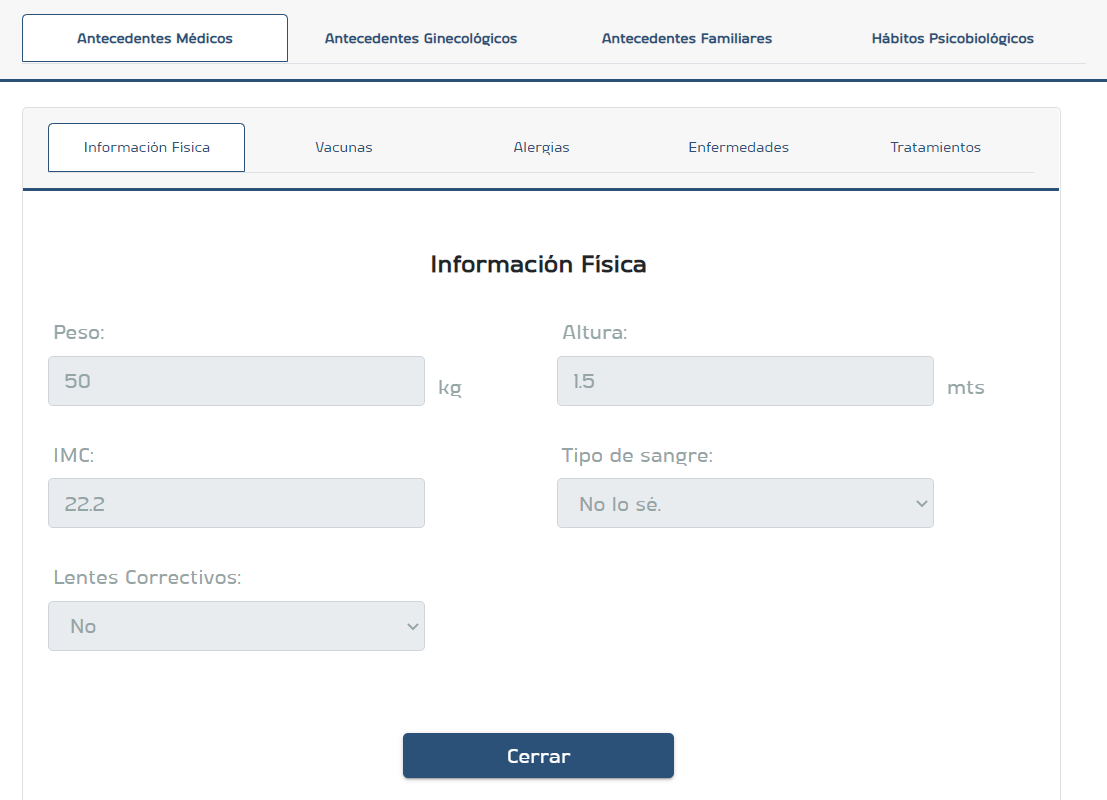 Antecedentes Médicos Antecedentes Ginecológicos Antecedentes Familiares Hábitos Psicobiológicos
Información Física Vacunas Alergias Enfermedades Tratamientos
Información Física
Peso: Altura:
50 kg 1.5 mts
IMC: Tipo de sangre:
22.2 No lo sé.
Lentes Correctivos:
No
Cerrar